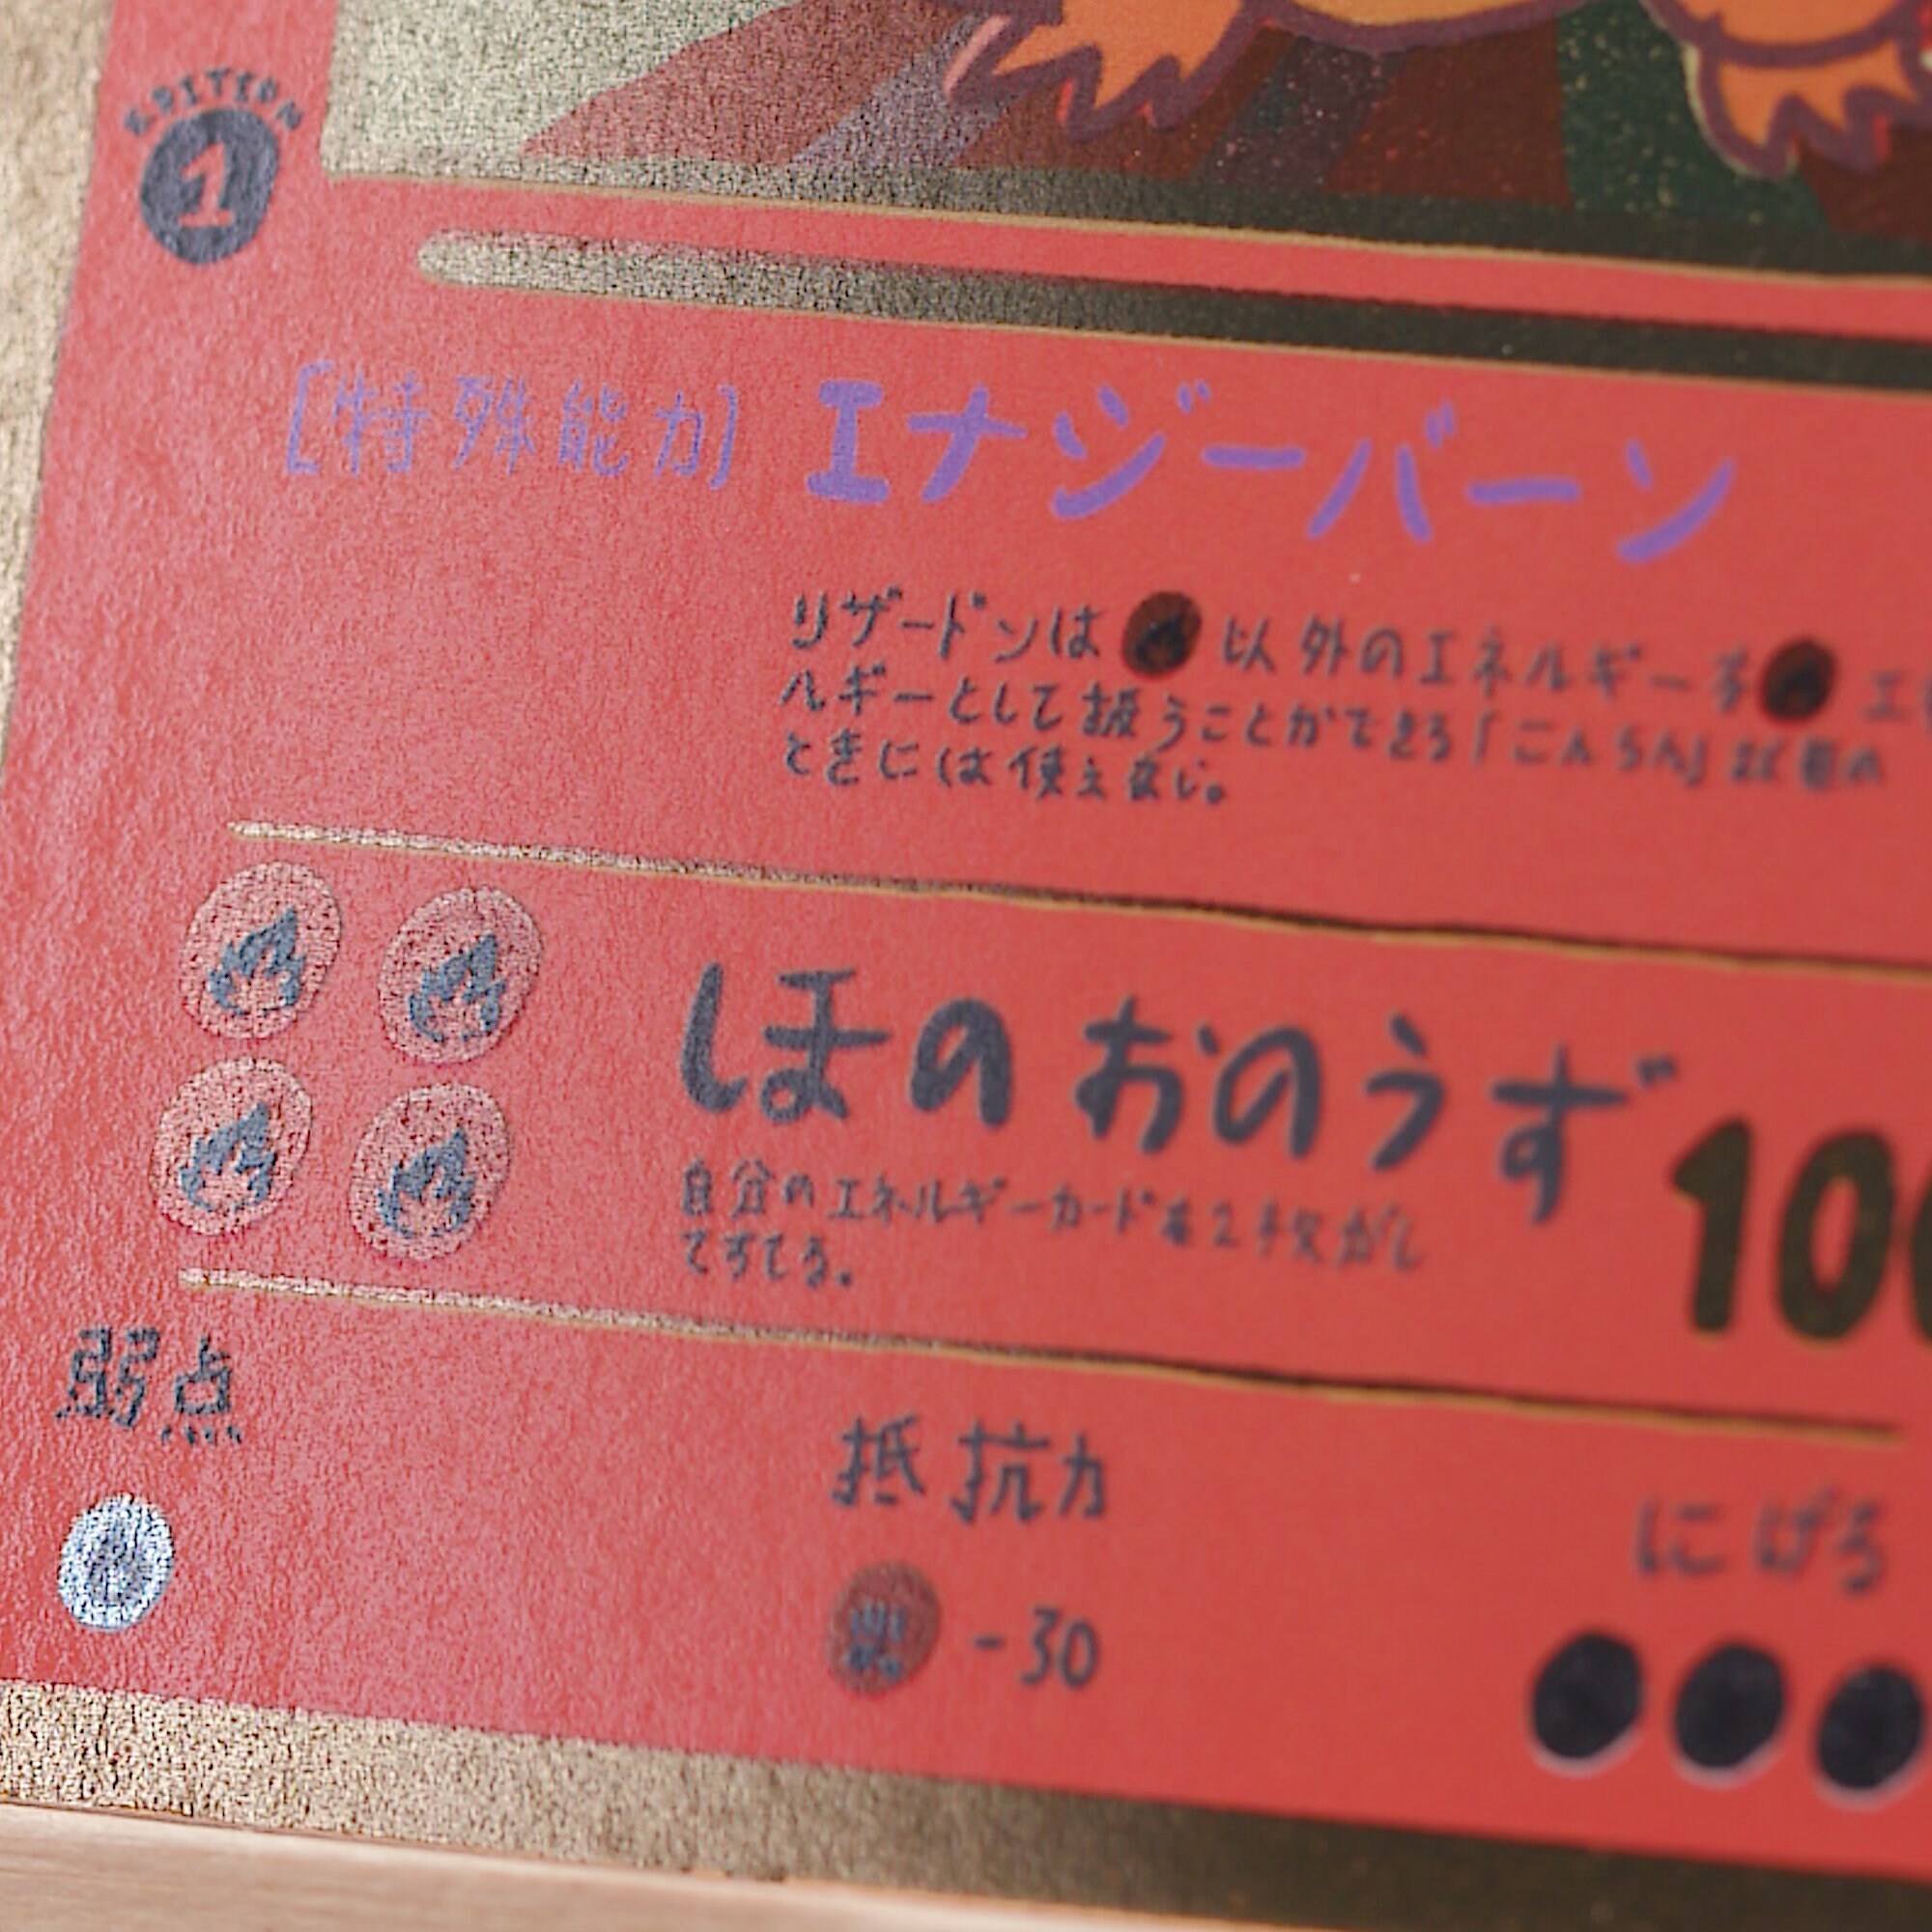 EDITION
1
[特殊能力] エナジーバーン
リザードンは 以外のエネルギーを エ
ルギーとして扱うことができる「こんらん」状態の
ときには使えない。
ほのおのうず 100
自分のエネルギーカードを2枚
てすてる。
弱点
抵抗力
-30
にげる